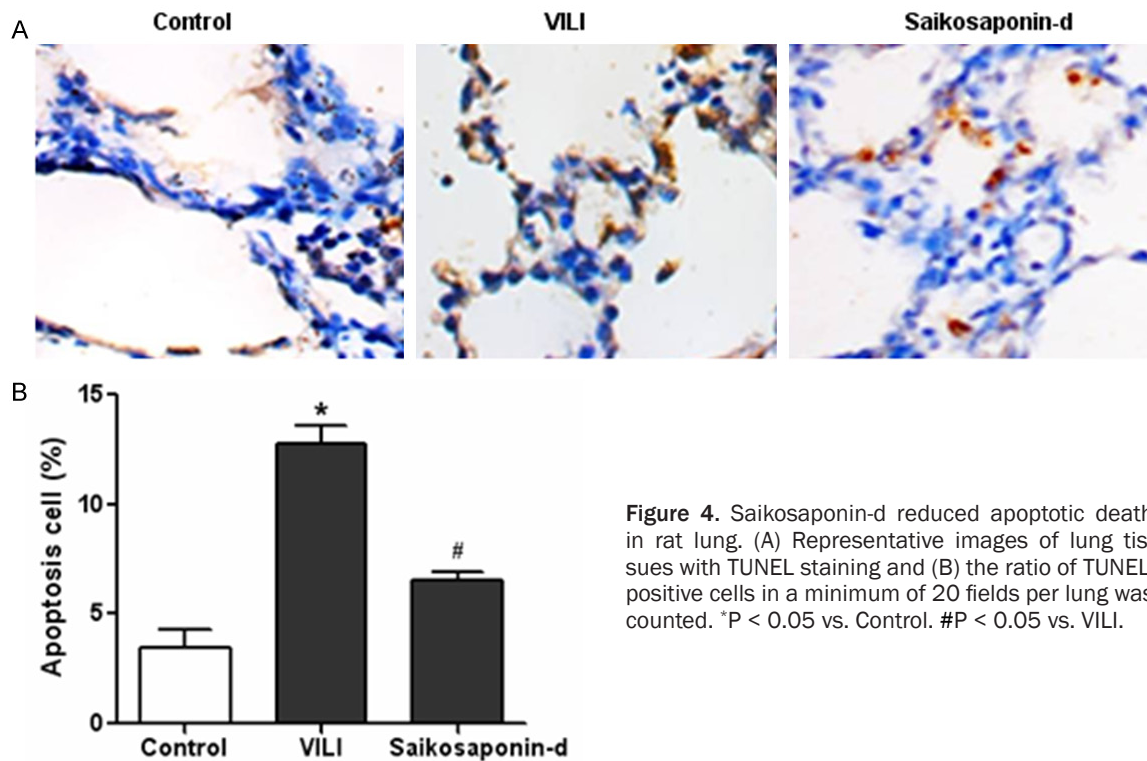 A
Control VILI Saikosaponin-d
B
15
10
5
0
Apoptosis cell (%)
*
#
Control VILI Saikosaponin-d
Figure 4. Saikosaponin-d reduced apoptotic death
in rat lung. (A) Representative images of lung tis
sues with TUNEL staining and (B) the ratio of TUNEL
positive cells in a minimum of 20 fields per lung was
counted. *P < 0.05 vs. Control. #P < 0.05 vs. VILI.